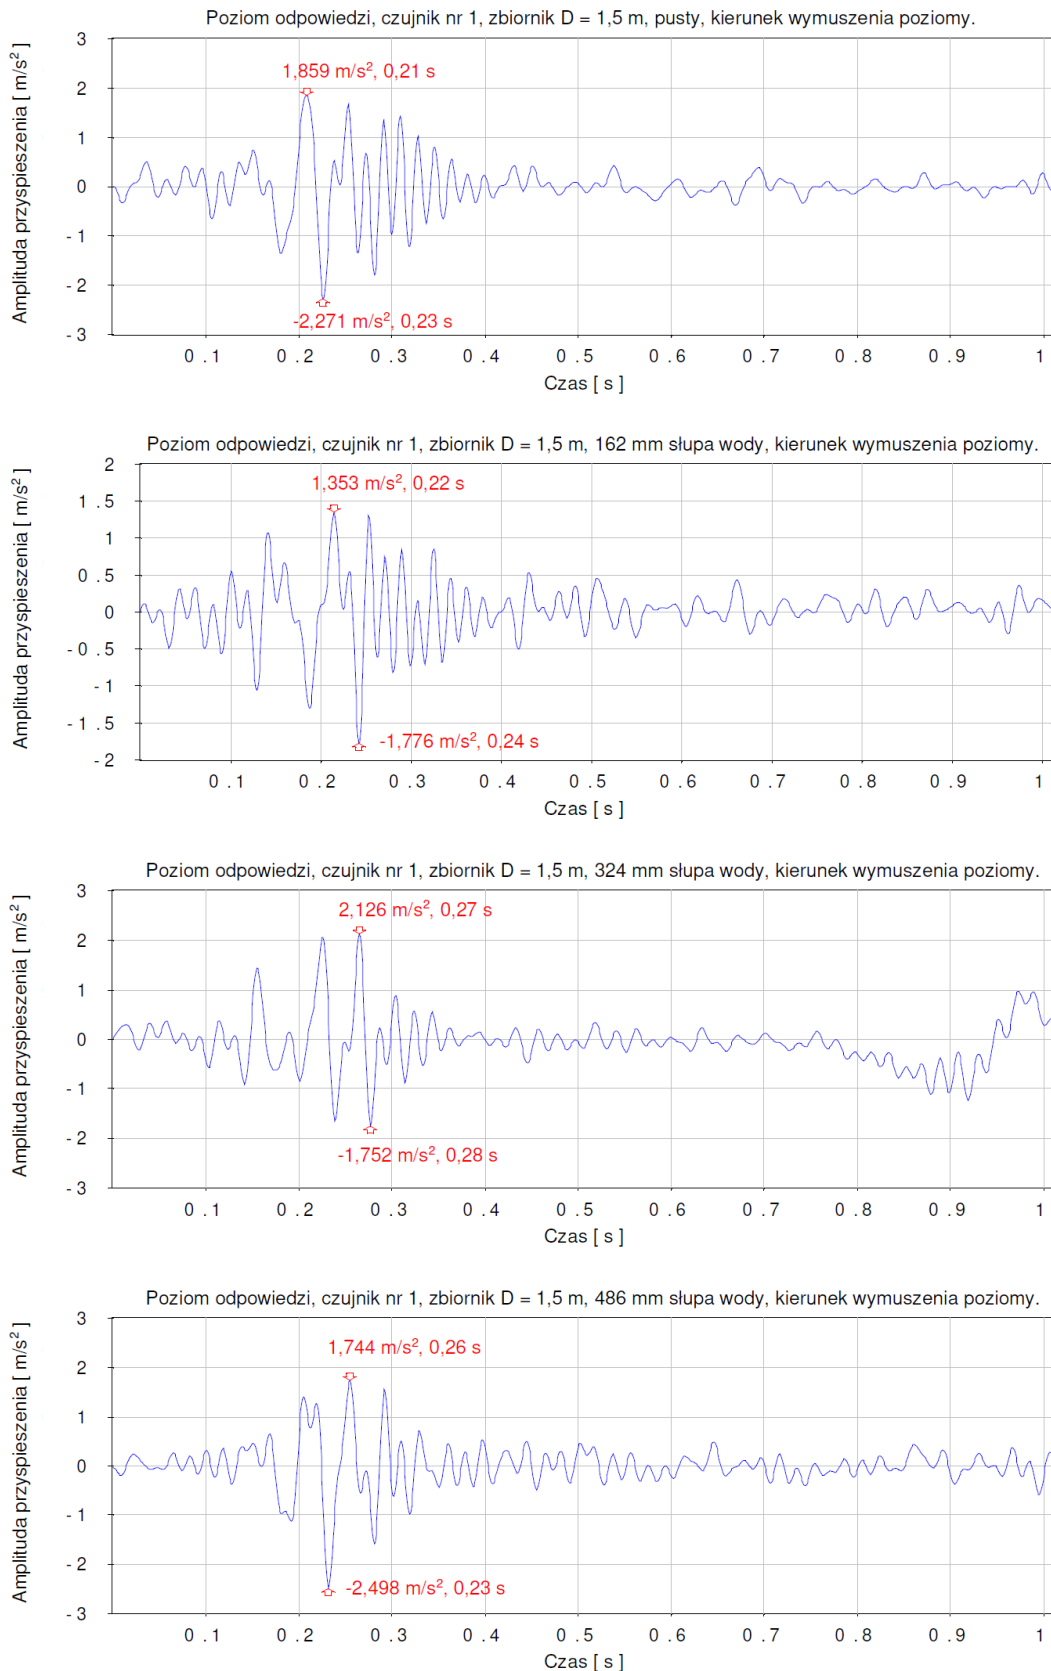 Poziom odpowiedzi, czujnik nr 1, zbiornik D = 1,5 m, pusty, kierunek wymuszenia poziomy.
Amplituda przyspieszenia [ m/s² ]
3
2
1
0
- 1
- 2
- 3
1,859 m/s², 0,21 s
-2,271 m/s², 0,23 s
0 . 1 0 . 2 0 . 3 0 . 4 0 . 5 0 . 6 0 . 7 0 . 8 0 . 9 1
Czas [ s ]
Poziom odpowiedzi, czujnik nr 1, zbiornik D = 1,5 m, 162 mm słupa wody, kierunek wymuszenia poziomy.
Amplituda przyspieszenia [ m/s² ]
2
1 . 5
1
0 . 5
0
- 0 . 5
- 1
- 1 . 5
- 2
1,353 m/s², 0,22 s
-1,776 m/s², 0,24 s
0 . 1 0 . 2 0 . 3 0 . 4 0 . 5 0 . 6 0 . 7 0 . 8 0 . 9 1
Czas [ s ]
Poziom odpowiedzi, czujnik nr 1, zbiornik D = 1,5 m, 324 mm słupa wody, kierunek wymuszenia poziomy.
Amplituda przyspieszenia [ m/s² ]
3
2
1
0
- 1
- 2
- 3
2,126 m/s², 0,27 s
-1,752 m/s², 0,28 s
0 . 1 0 . 2 0 . 3 0 . 4 0 . 5 0 . 6 0 . 7 0 . 8 0 . 9 1
Czas [ s ]
Poziom odpowiedzi, czujnik nr 1, zbiornik D = 1,5 m, 486 mm słupa wody, kierunek wymuszenia poziomy.
Amplituda przyspieszenia [ m/s² ]
3
2
1
0
- 1
- 2
- 3
1,744 m/s², 0,26 s
-2,498 m/s², 0,23 s
0 . 1 0 . 2 0 . 3 0 . 4 0 . 5 0 . 6 0 . 7 0 . 8 0 . 9 1
Czas [ s ]